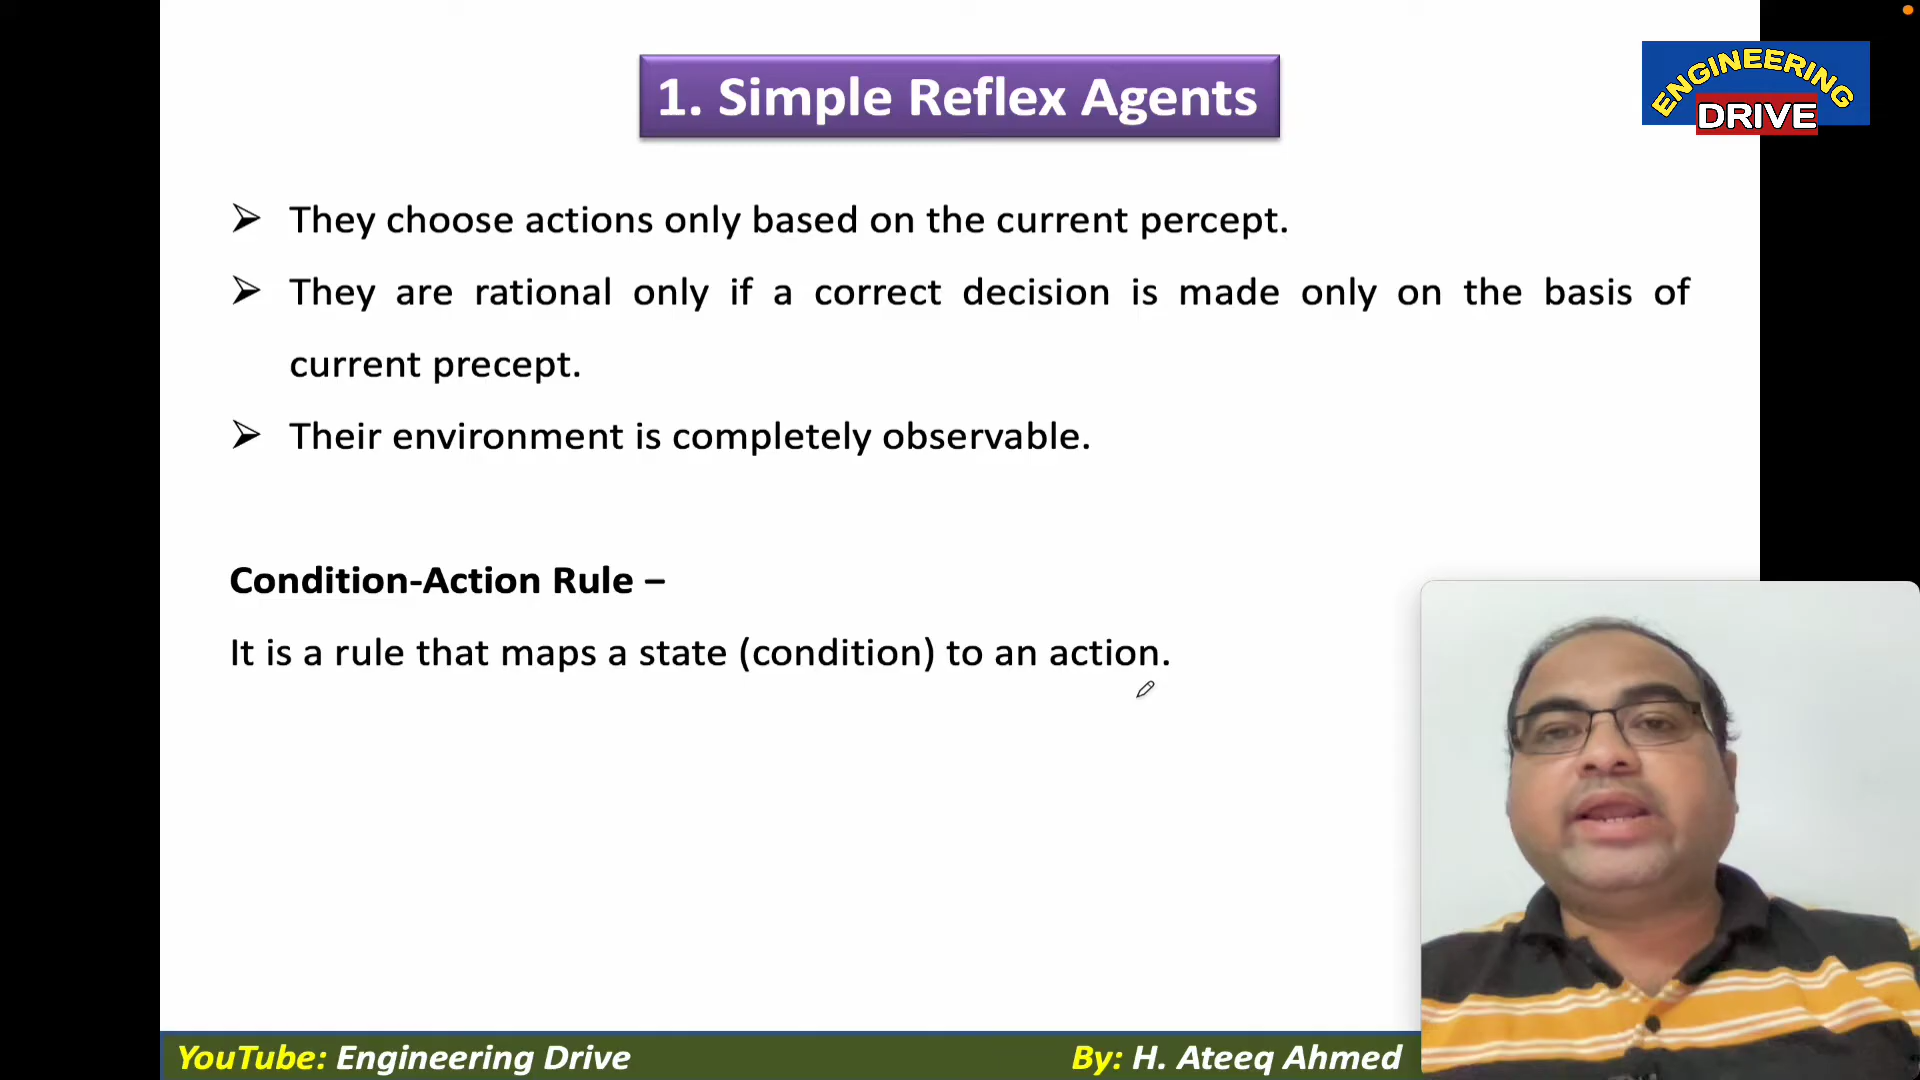 ENGINEERING
DRIVE
1. Simple Reflex Agents
➢ They choose actions only based on the current percept.
➢ They are rational only if a correct decision is made only on the basis of
current precept.
➢ Their environment is completely observable.
Condition-Action Rule –
It is a rule that maps a state (condition) to an action.
YouTube: Engineering Drive
By: H. Ateeq Ahmed